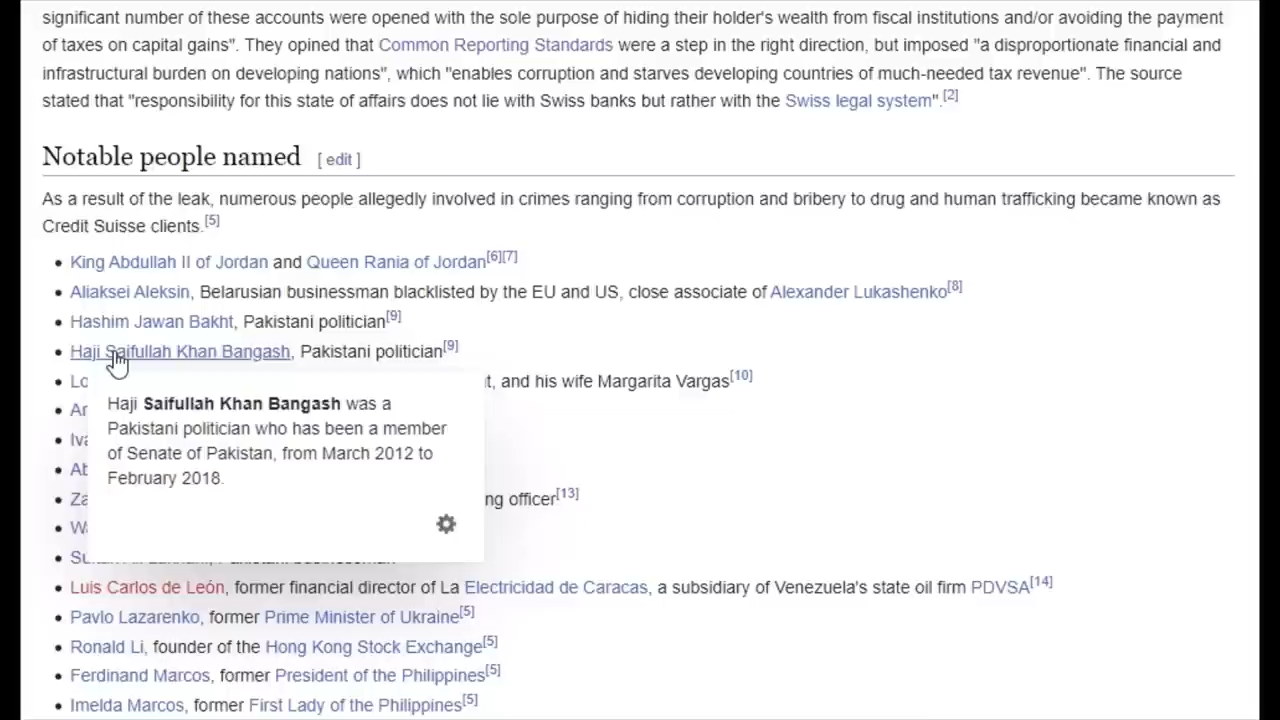 significant number of these accounts were opened with the sole purpose of hiding their holder's wealth from fiscal institutions and/or avoiding the payment
of taxes on capital gains". They opined that Common Reporting Standards were a step in the right direction, but imposed "a disproportionate financial and
infrastructural burden on developing nations", which "enables corruption and starves developing countries of much-needed tax revenue". The source
stated that "responsibility for this state of affairs does not lie with Swiss banks but rather with the Swiss legal system".[2]
Notable people named [ edit ]
As a result of the leak, numerous people allegedly involved in crimes ranging from corruption and bribery to drug and human trafficking became known as
Credit Suisse clients.[5]
• King Abdullah II of Jordan and Queen Rania of Jordan[6][7]
• Aliaksei Aleksin, Belarusian businessman blacklisted by the EU and US, close associate of Alexander Lukashenko[8]
• Hashim Jawan Bakht, Pakistani politician[9]
• Haji Saifullah Khan Bangash, Pakistani politician[9]
• Lo t, and his wife Margarita Vargas[10]
Haji Saifullah Khan Bangash was a
Pakistani politician who has been a member
of Senate of Pakistan, from March 2012 to
February 2018.
• Ar
• Iva
• Ab
• Za ng officer[13]
• Wa
• Su
• Luis Carlos de León, former financial director of La Electricidad de Caracas, a subsidiary of Venezuela's state oil firm PDVSA[14]
• Pavlo Lazarenko, former Prime Minister of Ukraine[5]
• Ronald Li, founder of the Hong Kong Stock Exchange[5]
• Ferdinand Marcos, former President of the Philippines[5]
• Imelda Marcos, former First Lady of the Philippines[5]